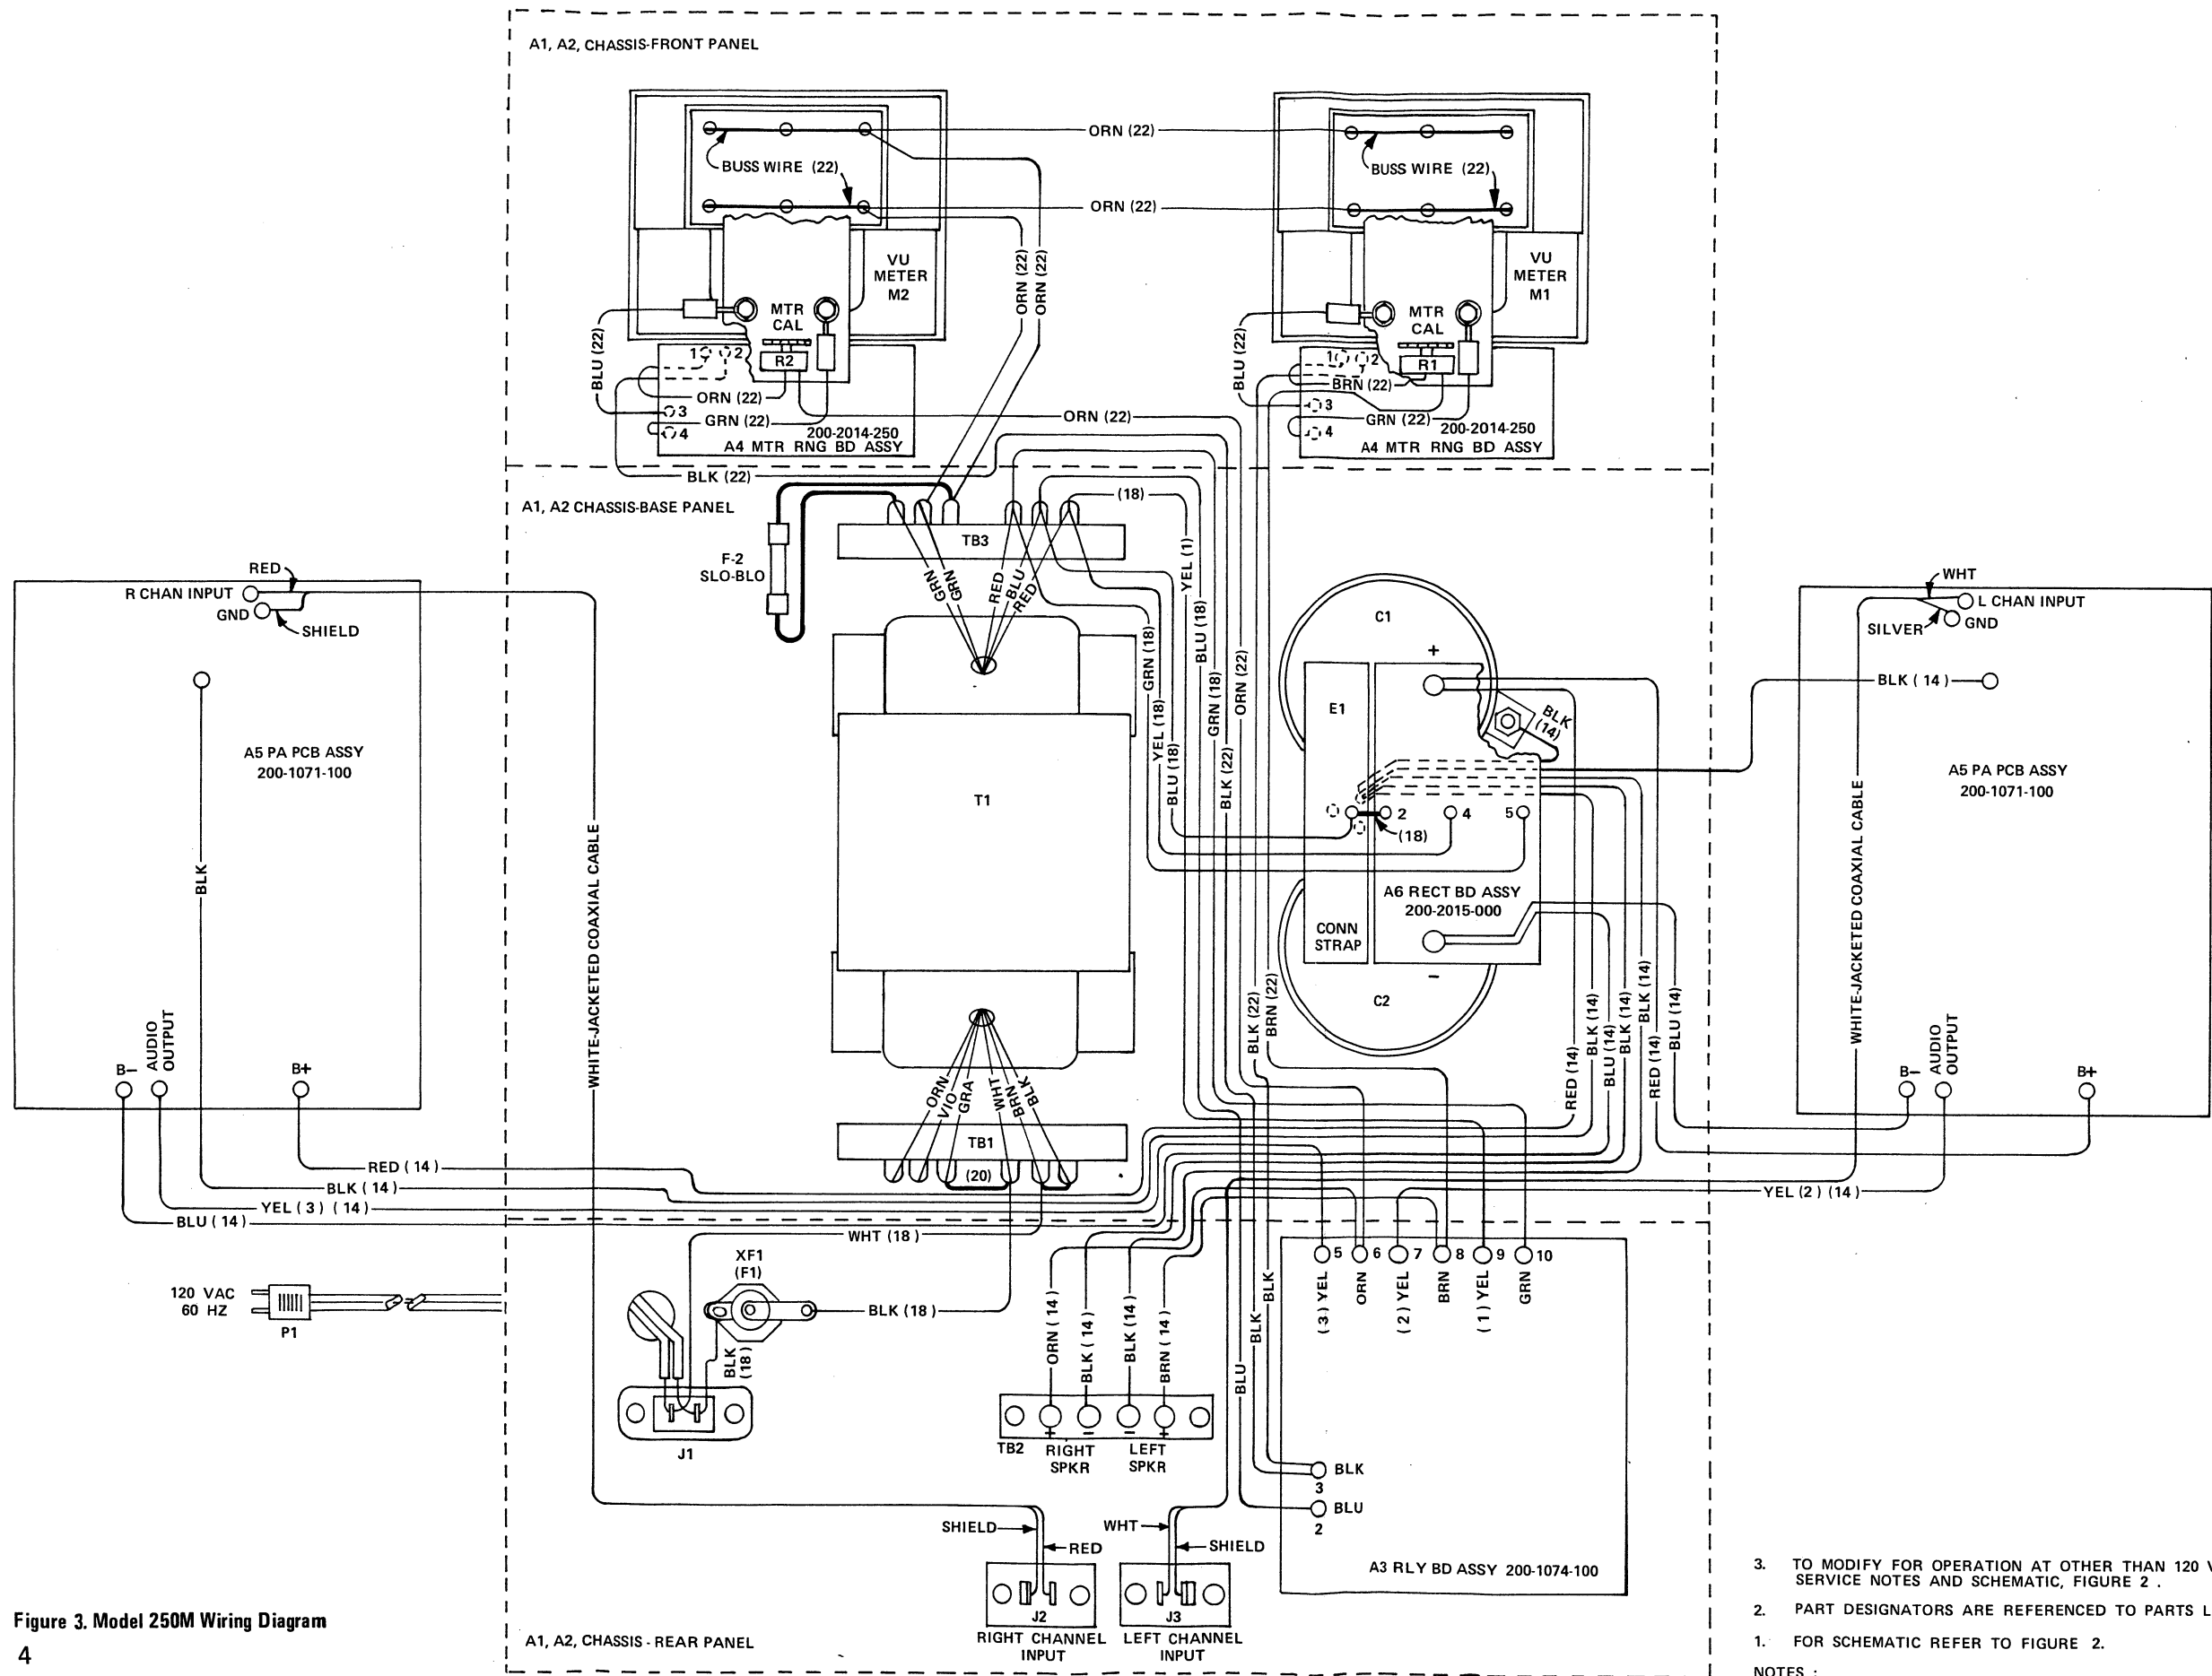 A1, A2, CHASSIS-FRONT PANEL
ORN (22)
BUSS WIRE (22)
BUSS WIRE (22)
ORN (22)
VU
METER
M2
VU
METER
M1
ORN (22)
ORN (22)
MTR
CAL
MTR
CAL
BLU (22)
1 2
R2
BLU (22)
1 2
R1
ORN (22)
BRN (22)
3
GRN (22)
ORN (22)
3
GRN (22)
4
200-2014-250
A4 MTR RNG BD ASSY
4
200-2014-250
A4 MTR RNG BD ASSY
BLK (22)
(18)
A1, A2 CHASSIS-BASE PANEL
TB3
F-2
SLO-BLO
GRN
GRN
RED
BLU
RED
YEL (1)
BLU (18)
GRN (18)
BLK (22)
ORN (22)
GRN (18)
YEL (18)
BLU (18)
RED
R CHAN INPUT
GND
SHIELD
WHT
L CHAN INPUT
SILVER
GND
C1
+
E1
BLK
(14)
BLK ( 14 )
A5 PA PCB ASSY
200-1071-100
T1
A5 PA PCB ASSY
200-1071-100
2
4
5
(18)
BLK
WHITE-JACKETED COAXIAL CABLE
WHITE-JACKETED COAXIAL CABLE
A6 RECT BD ASSY
200-2015-000
CONN
STRAP
–
C2
BLK (22)
BRN (22)
RED (14)
BLK (14)
BLU (14)
BLK (14)
BLK (14)
RED (14)
BLU (14)
B–
AUDIO
OUTPUT
B+
B–
AUDIO
OUTPUT
B+
ORN
VIO
GRA
WHT
BRN
BLK
TB1
(20)
RED ( 14 )
BLK ( 14 )
YEL ( 3 ) ( 14 )
BLU ( 14 )
YEL ( 2 ) ( 14 )
WHT ( 18 )
XF1
(F1)
BLK ( 18 )
120 VAC
60 HZ
P1
BLK
(18)
J1
ORN ( 14 )
BLK ( 14 )
BLK ( 14 )
BRN ( 14 )
BLU
BLK
BLK
5 6 7 8 9 10
( 3 ) YEL
ORN
( 2 ) YEL
BRN
( 1 ) YEL
GRN
+ – – +
TB2
RIGHT
SPKR
LEFT
SPKR
BLK
3
BLU
2
SHIELD
RED
WHT
SHIELD
J2
RIGHT CHANNEL
INPUT
J3
LEFT CHANNEL
INPUT
A3 RLY BD ASSY 200-1074-100
A1, A2, CHASSIS - REAR PANEL
3. TO MODIFY FOR OPERATION AT OTHER THAN 120 V
SERVICE NOTES AND SCHEMATIC, FIGURE 2 .
2. PART DESIGNATORS ARE REFERENCED TO PARTS L
1. FOR SCHEMATIC REFER TO FIGURE 2.
NOTES :
Figure 3. Model 250M Wiring Diagram
4